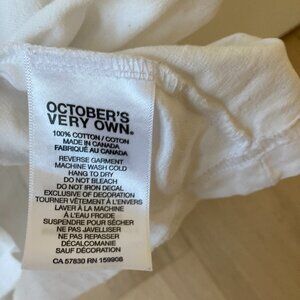 OCTOBER'S
VERY OWN®
100% COTTON / COTON
MADE IN CANADA
FABRIQUÉ AU CANADA
REVERSE GARMENT
MACHINE WASH COLD
HANG TO DRY
DO NOT BLEACH
DO NOT IRON DECAL
EXCLUSIVE OF DECORATION
TOURNER VÊTEMENT À L'ENVERS
LAVER À LA MACHINE
À L'EAU FROIDE
SUSPENDRE SÉCHER
NE PAS JAVELLISER
NE PAS REPASSER
DÉCALCOMANIE
SAUF DÉCORATION
CA 57830 RN 159908